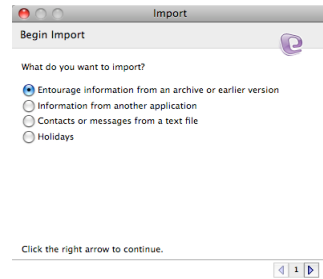 Import
Begin Import
What do you want to import?
Entourage information from an archive or earlier version
Information from another application
Contacts or messages from a text file
Holidays
Click the right arrow to continue.
1